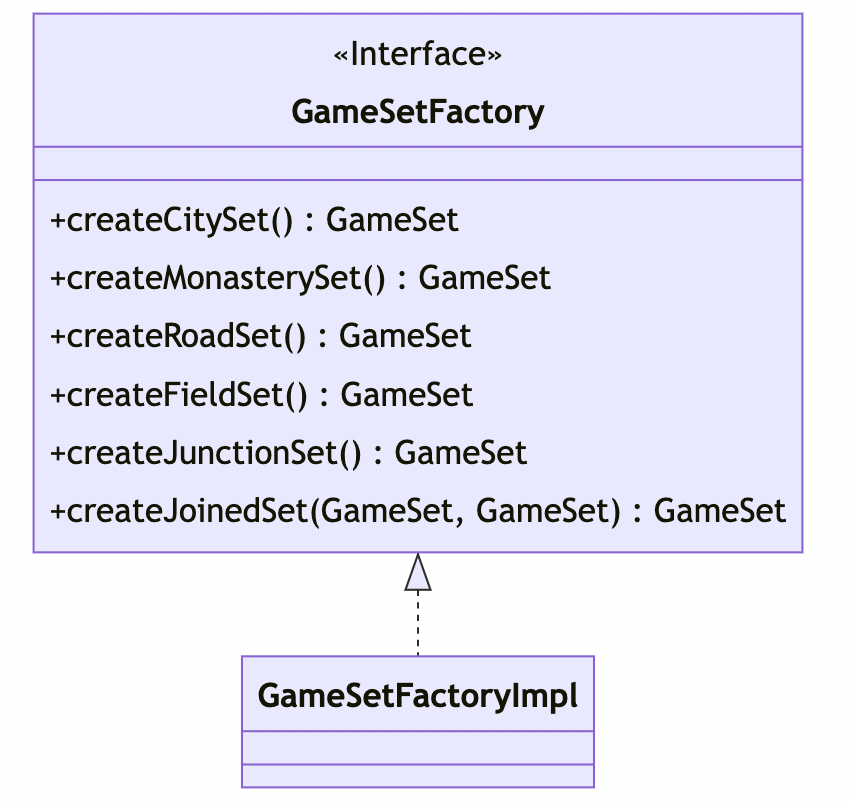 «Interface»
GameSetFactory
+createCitySet() : GameSet
+createMonasterySet() : GameSet
+createRoadSet() : GameSet
+createFieldSet() : GameSet
+createJunctionSet() : GameSet
+createJoinedSet(GameSet, GameSet) : GameSet
GameSetFactoryImpl